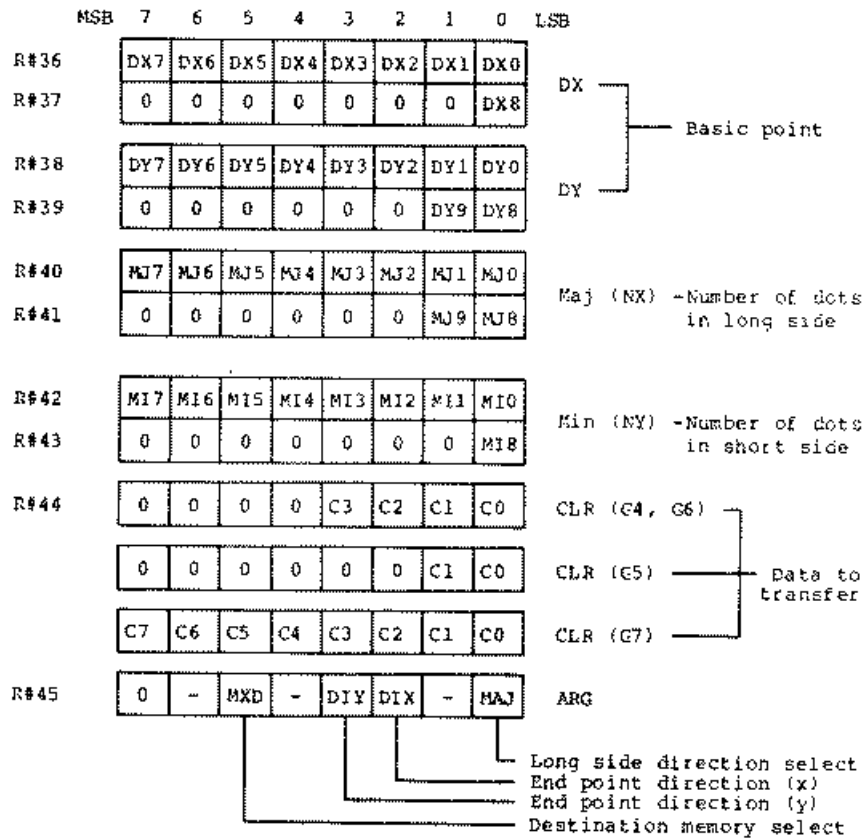 MSB 7 6 5 4 3 2 1 0 LSB
R#36 DX7 DX6 DX5 DX4 DX3 DX2 DX1 DX0
DX
R#37 0 0 0 0 0 0 0 DX8
Basic point
R#38 DY7 DY6 DY5 DY4 DY3 DY2 DY1 DY0
DY
R#39 0 0 0 0 0 0 DY9 DY8
R#40 MJ7 MJ6 MJ5 MJ4 MJ3 MJ2 MJ1 MJ0
Maj (NX) -Number of dots
R#41 0 0 0 0 0 0 MJ9 MJ8
in long side
R#42 MI7 MI6 MI5 MI4 MI3 MI2 MI1 MI0
Min (NY) -Number of dots
R#43 0 0 0 0 0 0 0 MI8
in short side
R#44 0 0 0 0 C3 C2 C1 C0 CLR (G4, G6)
0 0 0 0 0 0 C1 C0 CLR (G5) Data to
transfer
C7 C6 C5 C4 C3 C2 C1 C0 CLR (G7)
R#45 0 - MXD - DIY DIX - MAJ ARG
Long side direction select
End point direction (x)
End point direction (y)
Destination memory select